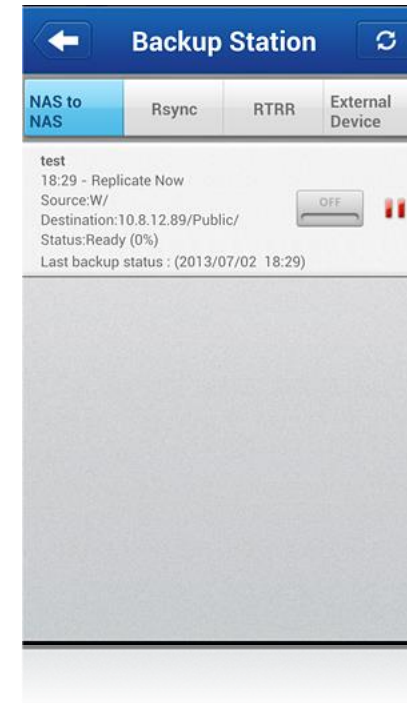 Backup Station
NAS to
NAS
Rsync
RTRR
External
Device
test
18:29 - Replicate Now
Source:W/
Destination:10.8.12.89/Public/
Status:Ready (0%)
Last backup status : (2013/07/02 18:29)
OFF